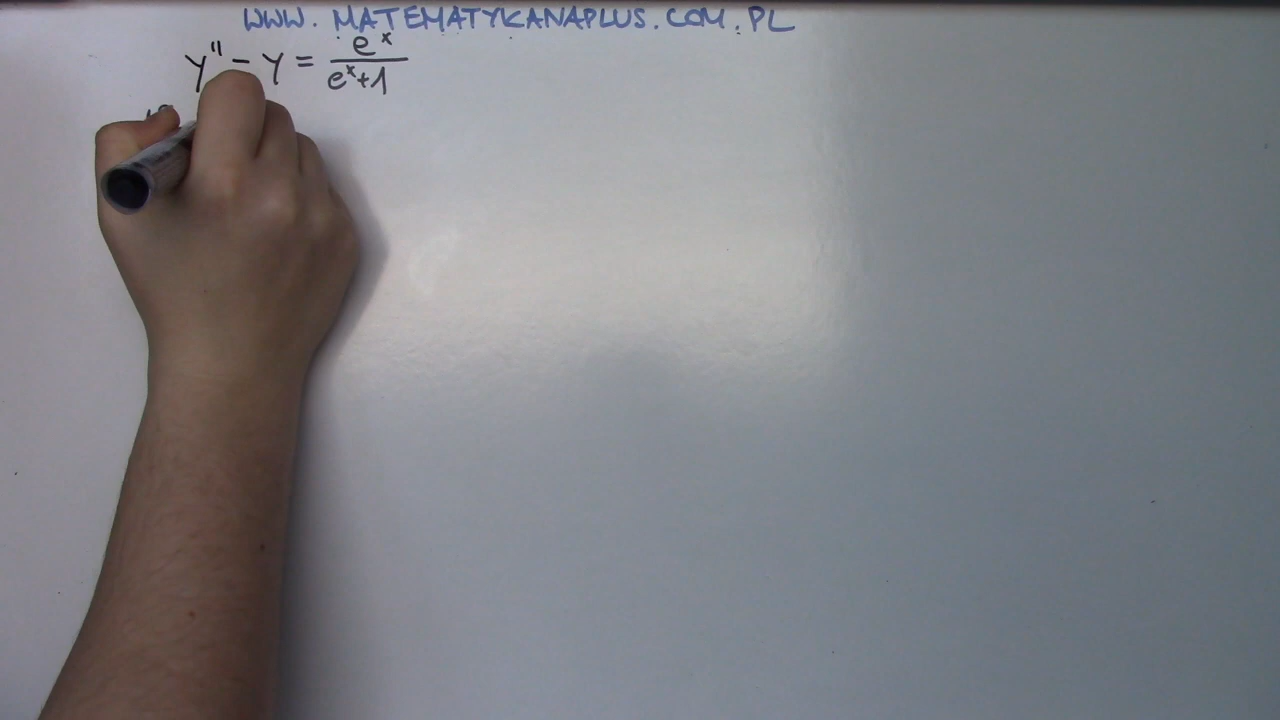 WWW.MATEMATYKANAPLUS.COM.PL
y'' - y = e^x / (e^x + 1)